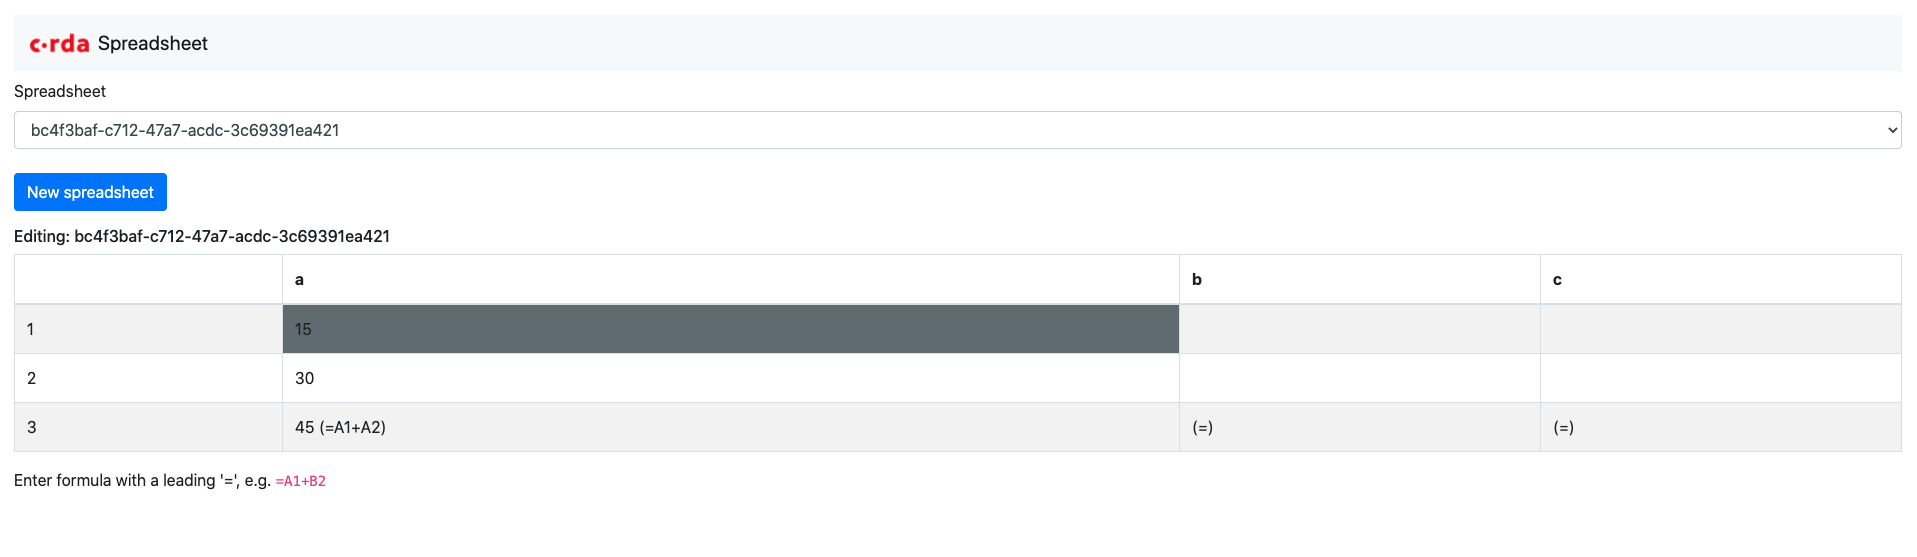 c·rda Spreadsheet
Spreadsheet
bc4f3baf-c712-47a7-acdc-3c69391ea421
New spreadsheet
Editing: bc4f3baf-c712-47a7-acdc-3c69391ea421
a b c
1 15
2 30
3 45 (=A1+A2) (=) (=)
Enter formula with a leading '=', e.g. =A1+B2